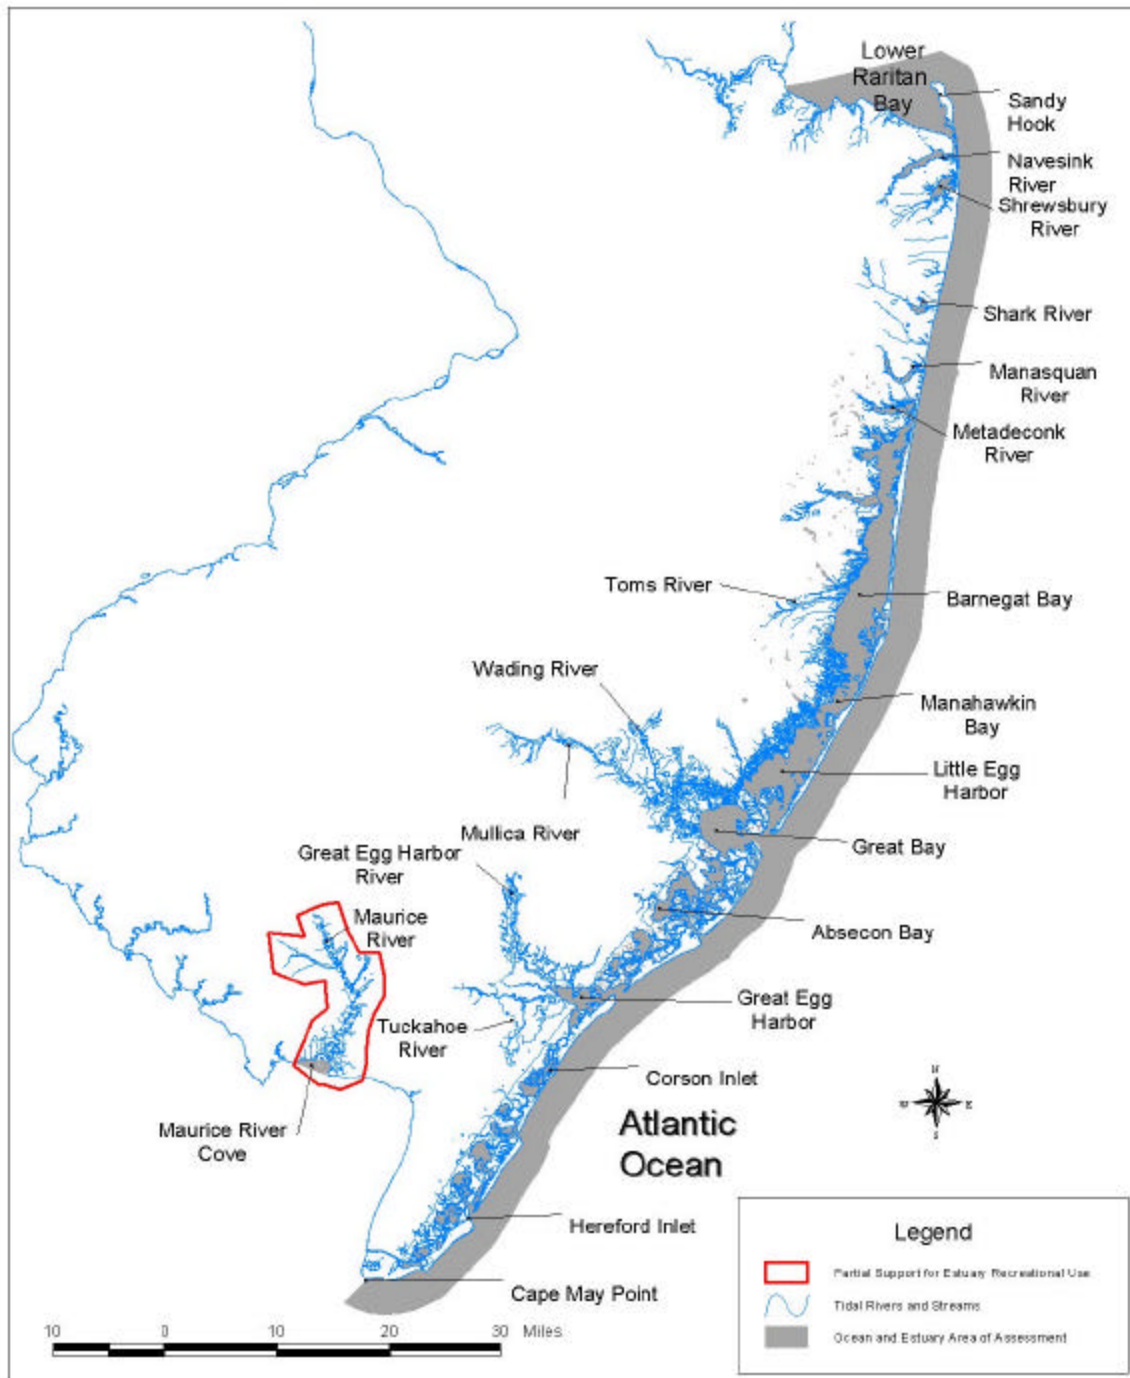 Lower
Raritan
Bay
Sandy
Hook
Navesink
River
Shrewsbury
River
Shark River
Manasquan
River
Metadeconk
River
Toms River
Barnegat Bay
Wading River
Manahawkin
Bay
Little Egg
Harbor
Mullica River
Great Bay
Great Egg Harbor
River
Maurice
River
Absecon Bay
Great Egg
Harbor
Tuckahoe
River
Corson Inlet
N
W
E
S
Maurice River
Cove
Atlantic
Ocean
Hereford Inlet
Cape May Point
Legend
Partial Support for Estuary Recreational Use
Tidal Rivers and Streams
Ocean and Estuary Area of Assessment
10 0 10 20 30 Miles